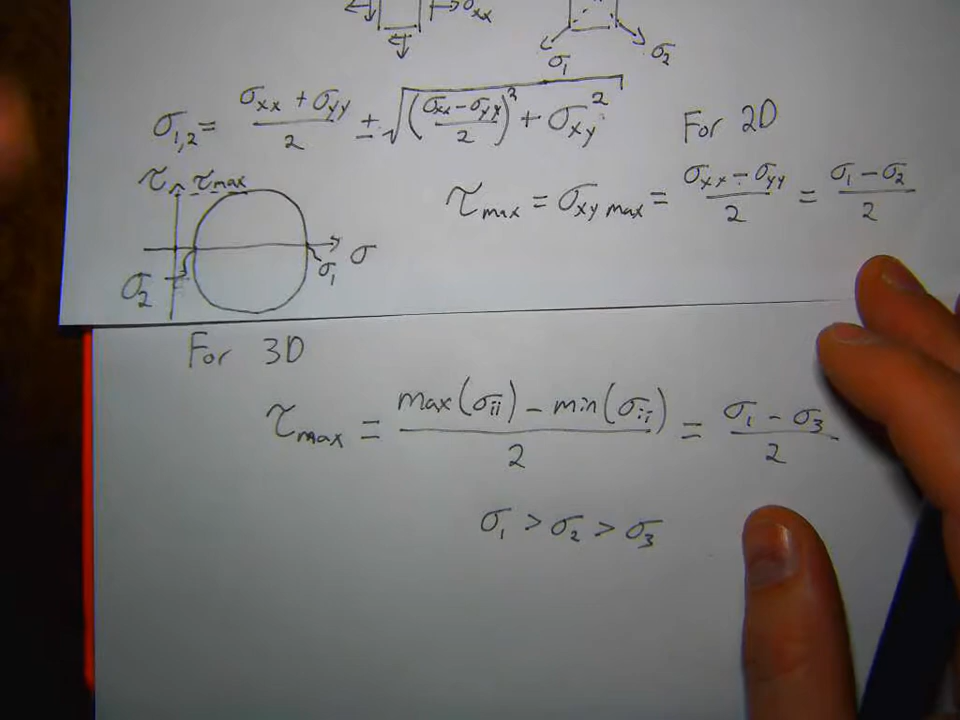 σxx
σ1 σ2
σ1,2 = (σxx + σyy)/2 ± √(((σxx - σyy)/2)² + σxy²) For 2D
τ τmax
τmax = σxy max = (σxx - σyy)/2 = (σ1 - σ2)/2
σ2 σ1 σ
For 3D
τmax = (max(σii) - min(σii))/2 = (σ1 - σ3)/2
σ1 > σ2 > σ3